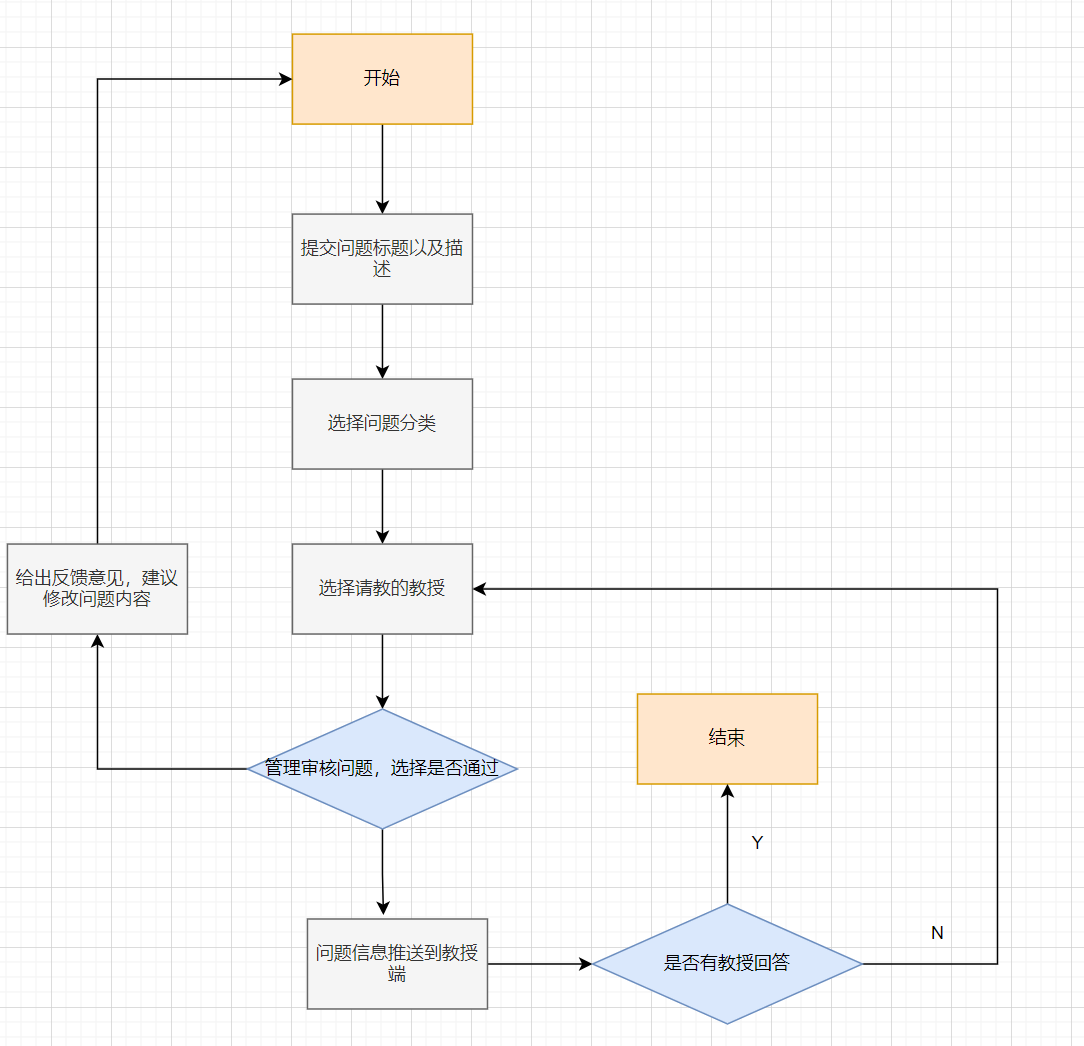 开始
提交问题标题以及描
述
选择问题分类
给出反馈意见，建议
修改问题内容
选择请教的教授
结束
管理审核问题，选择是否通过
Y
N
问题信息推送到教授
端
是否有教授回答